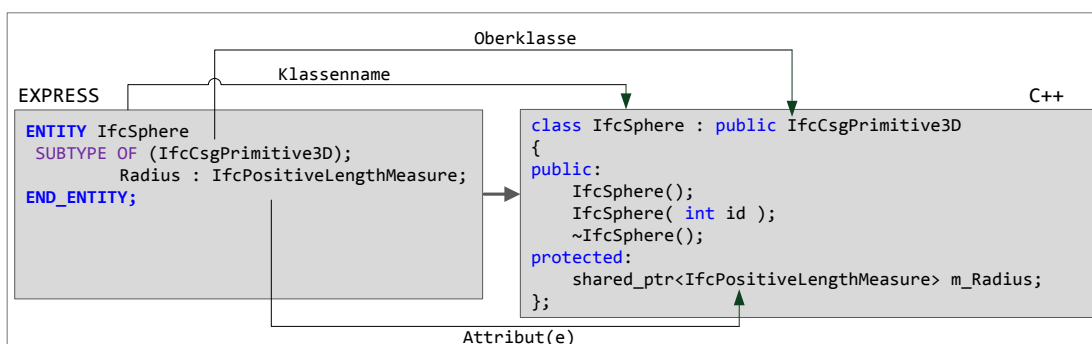 Oberklasse
Klassenname
EXPRESS
ENTITY IfcSphere
SUBTYPE OF (IfcCsgPrimitive3D);
Radius : IfcPositiveLengthMeasure;
END_ENTITY;
C++
class IfcSphere : public IfcCsgPrimitive3D
{
public:
IfcSphere();
IfcSphere( int id );
~IfcSphere();
protected:
shared_ptr<IfcPositiveLengthMeasure> m_Radius;
};
Attribut(e)